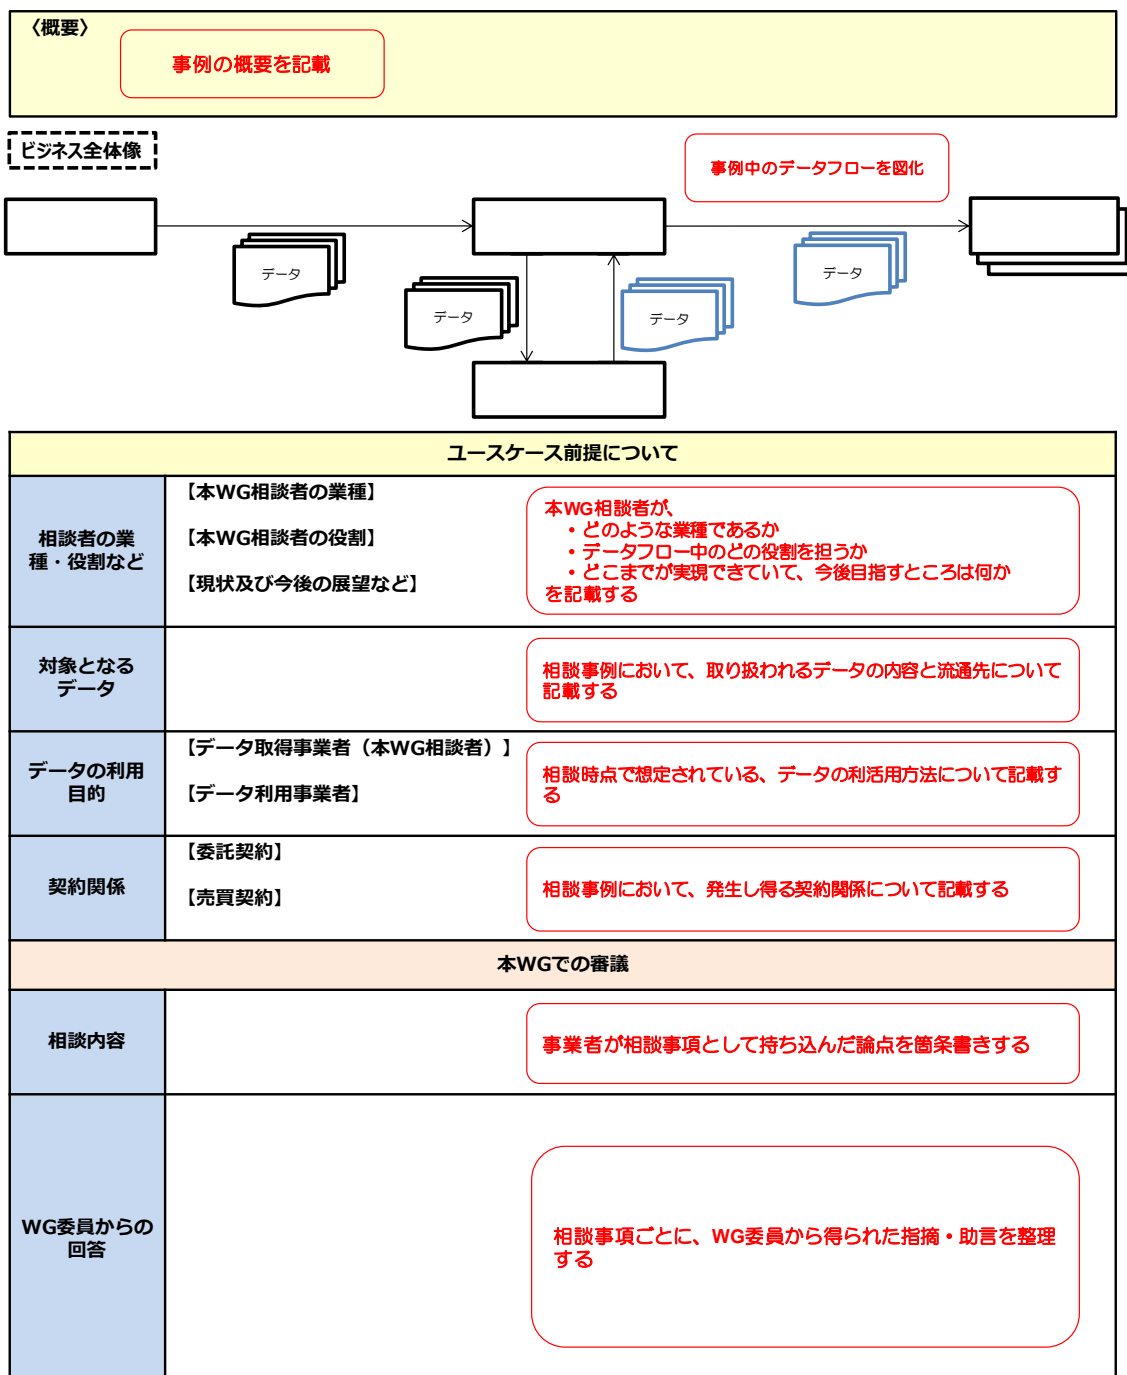 〈概要〉
事例の概要を記載
ビジネス全体像
事例中のデータフローを図化
データ
データ
データ
データ
ユースケース前提について
相談者の業
種・役割など
【本WG相談者の業種】
【本WG相談者の役割】
【現状及び今後の展望など】
本WG相談者が、
・どのような業種であるか
・データフロー中のどの役割を担うか
・どこまでが実現できていて、今後目指すところは何か
を記載する
対象となる
データ
相談事例において、取り扱われるデータの内容と流通先について
記載する
データの利用
目的
【データ取得事業者（本WG相談者）】
【データ利用事業者】
相談時点で想定されている、データの利活用方法について記載す
る
契約関係
【委託契約】
【売買契約】
相談事例において、発生し得る契約関係について記載する
本WGでの審議
相談内容
事業者が相談事項として持ち込んだ論点を箇条書きする
WG委員からの
回答
相談事項ごとに、WG委員から得られた指摘・助言を整理
する